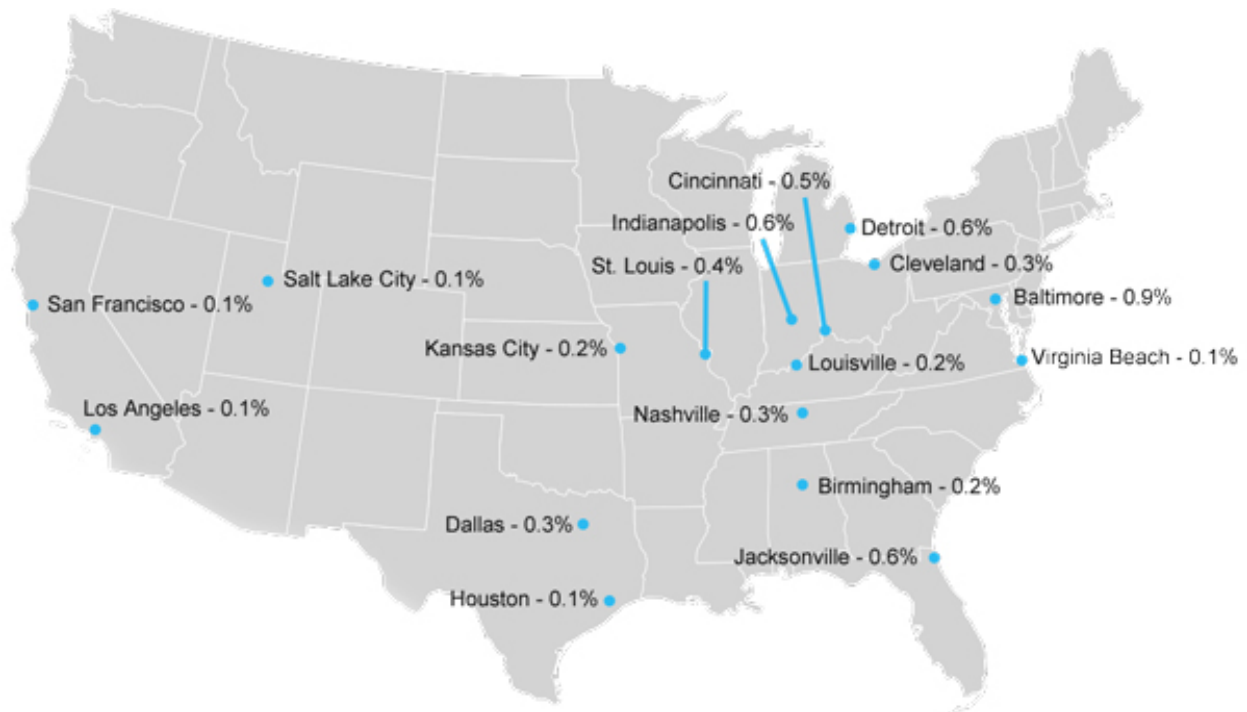 Cincinnati - 0.5%
Indianapolis - 0.6%
Detroit - 0.6%
St. Louis - 0.4%
Cleveland - 0.3%
Salt Lake City - 0.1%
Baltimore - 0.9%
San Francisco - 0.1%
Kansas City - 0.2%
Louisville - 0.2%
Virginia Beach - 0.1%
Los Angeles - 0.1%
Nashville - 0.3%
Birmingham - 0.2%
Dallas - 0.3%
Jacksonville - 0.6%
Houston - 0.1%